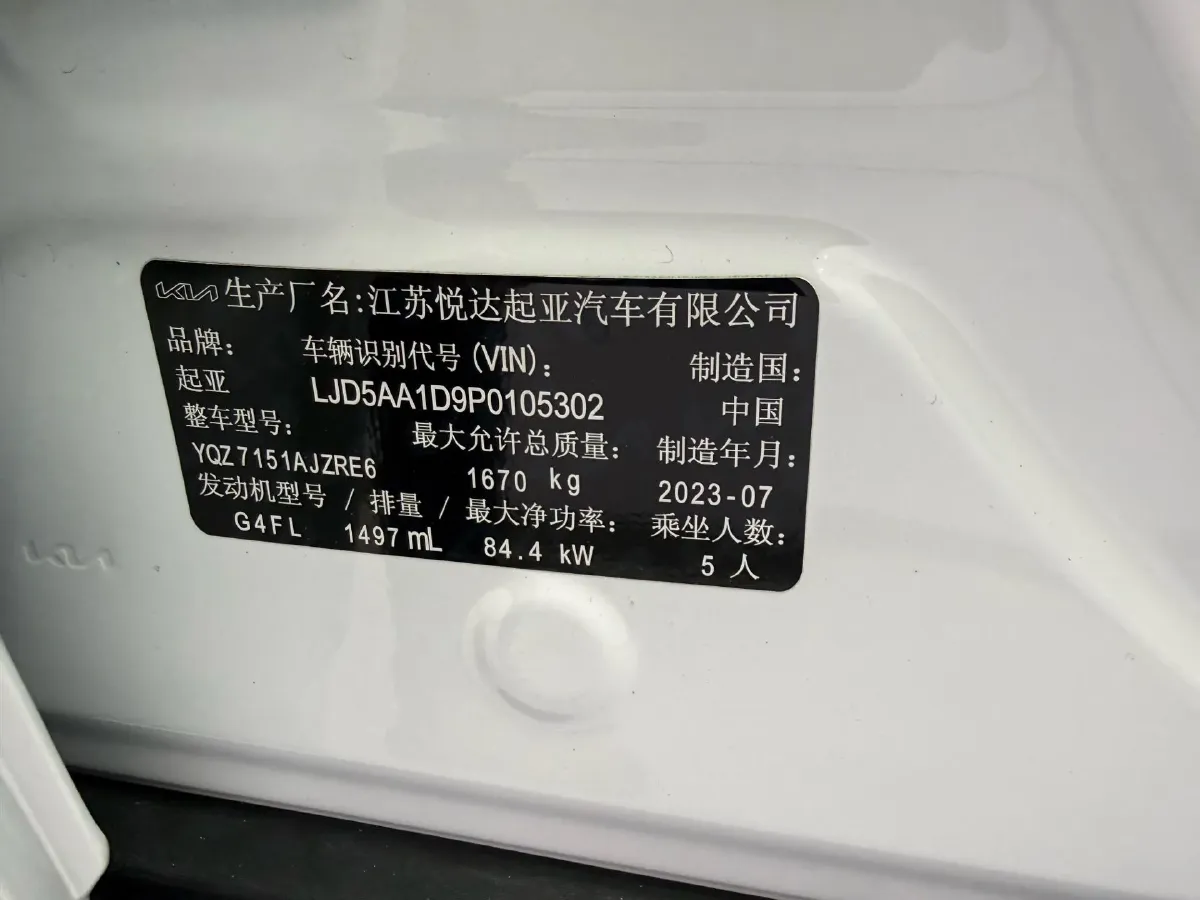 KIA 生产厂名:江苏悦达起亚汽车有限公司
品牌: 车辆识别代号(VIN): 制造国:
起亚 LJD5AA1D9P0105302 中国
整车型号: 最大允许总质量: 制造年月:
YQZ7151AJZRE6 1670 kg 2023-07
发动机型号 / 排量 / 最大净功率: 乘坐人数:
G4FL 1497 mL 84.4 kW 5 人
KIA